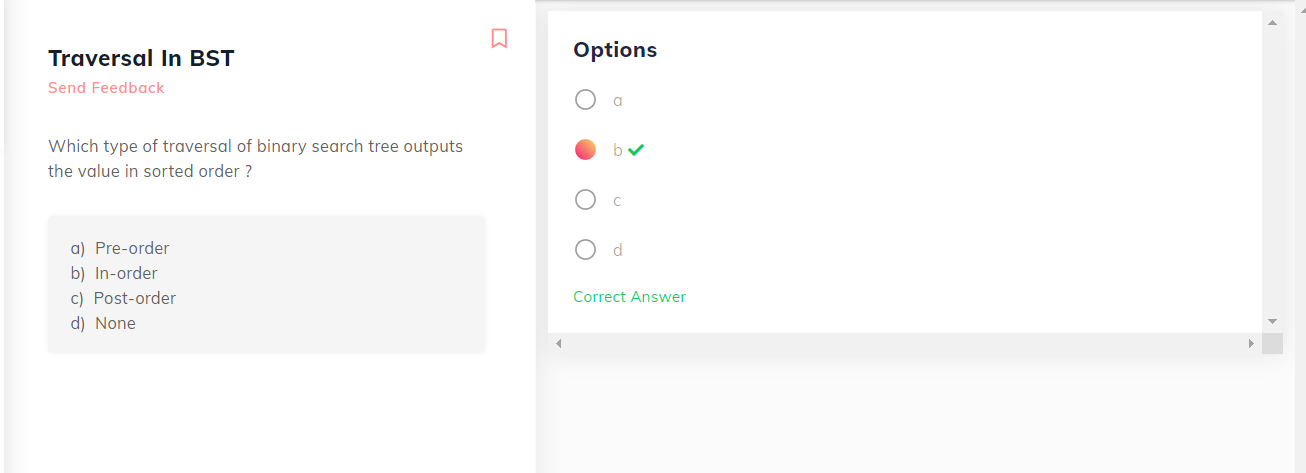 Traversal In BST
Send Feedback
Which type of traversal of binary search tree outputs
the value in sorted order ?
a) Pre-order
b) In-order
c) Post-order
d) None
Options
a
b
c
d
Correct Answer